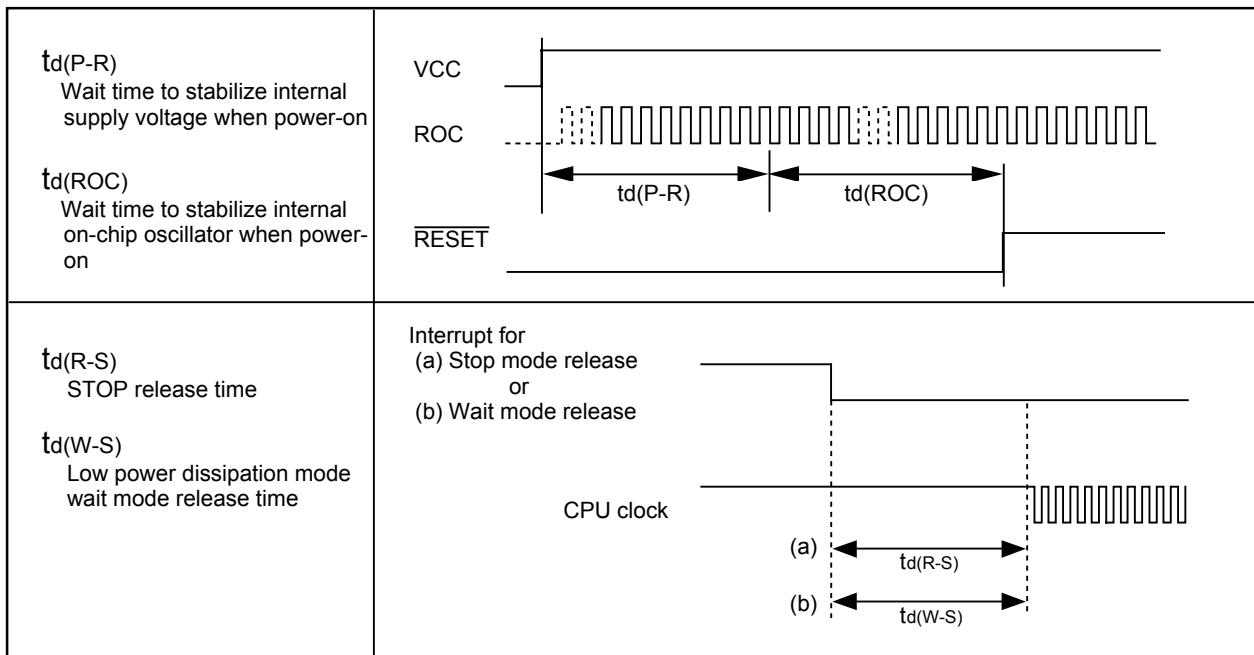 td(P-R)
Wait time to stabilize internal
supply voltage when power-on
td(ROC)
Wait time to stabilize internal
on-chip oscillator when power-
on
VCC
ROC
td(P-R)
td(ROC)
RESET
td(R-S)
STOP release time
td(W-S)
Low power dissipation mode
wait mode release time
Interrupt for
(a) Stop mode release
or
(b) Wait mode release
CPU clock
(a)
td(R-S)
(b)
td(W-S)